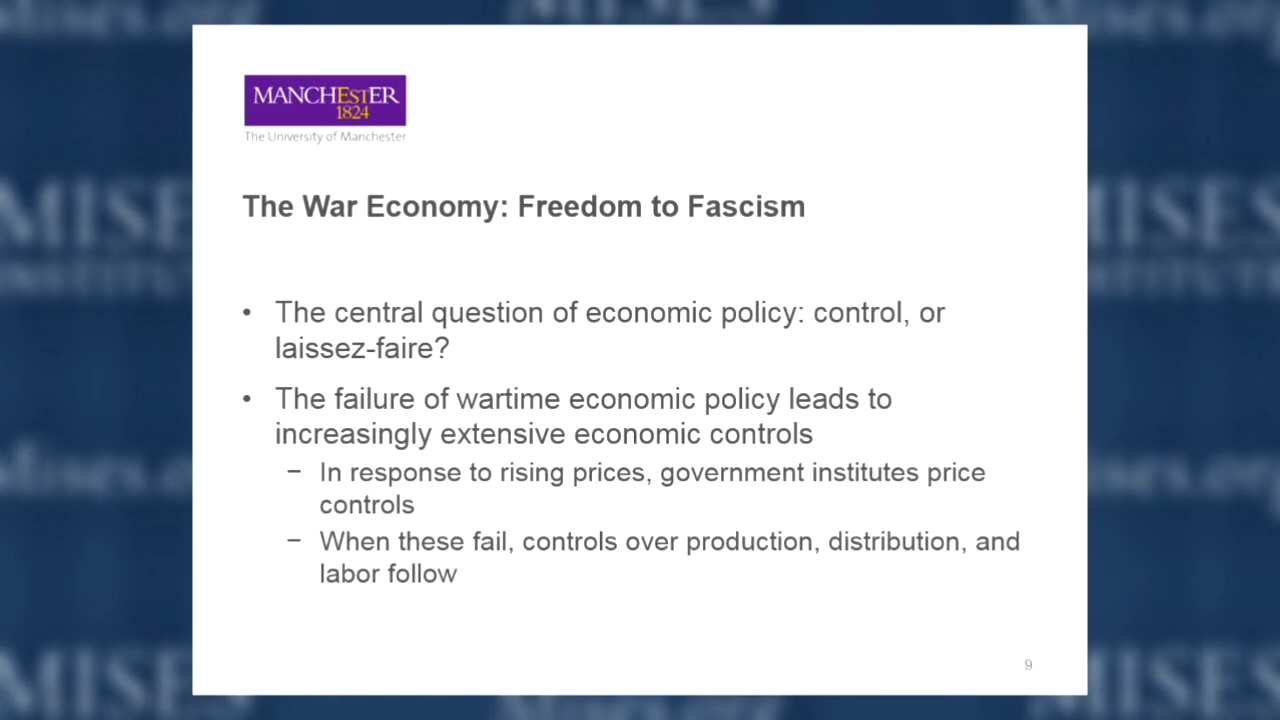 MANCHESTER
1824
The University of Manchester
The War Economy: Freedom to Fascism
• The central question of economic policy: control, or
laissez-faire?
• The failure of wartime economic policy leads to
increasingly extensive economic controls
− In response to rising prices, government institutes price
controls
− When these fail, controls over production, distribution, and
labor follow
9